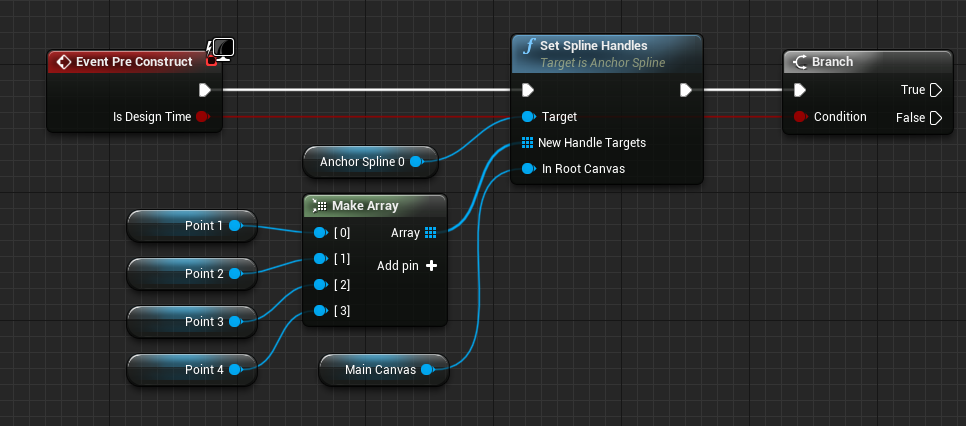 Event Pre Construct
Is Design Time
Set Spline Handles
Target is Anchor Spline
Target
New Handle Targets
In Root Canvas
Branch
True
Condition
False
Anchor Spline 0
Make Array
[0]
Array
[1]
Add pin
[2]
[3]
Point 1
Point 2
Point 3
Point 4
Main Canvas